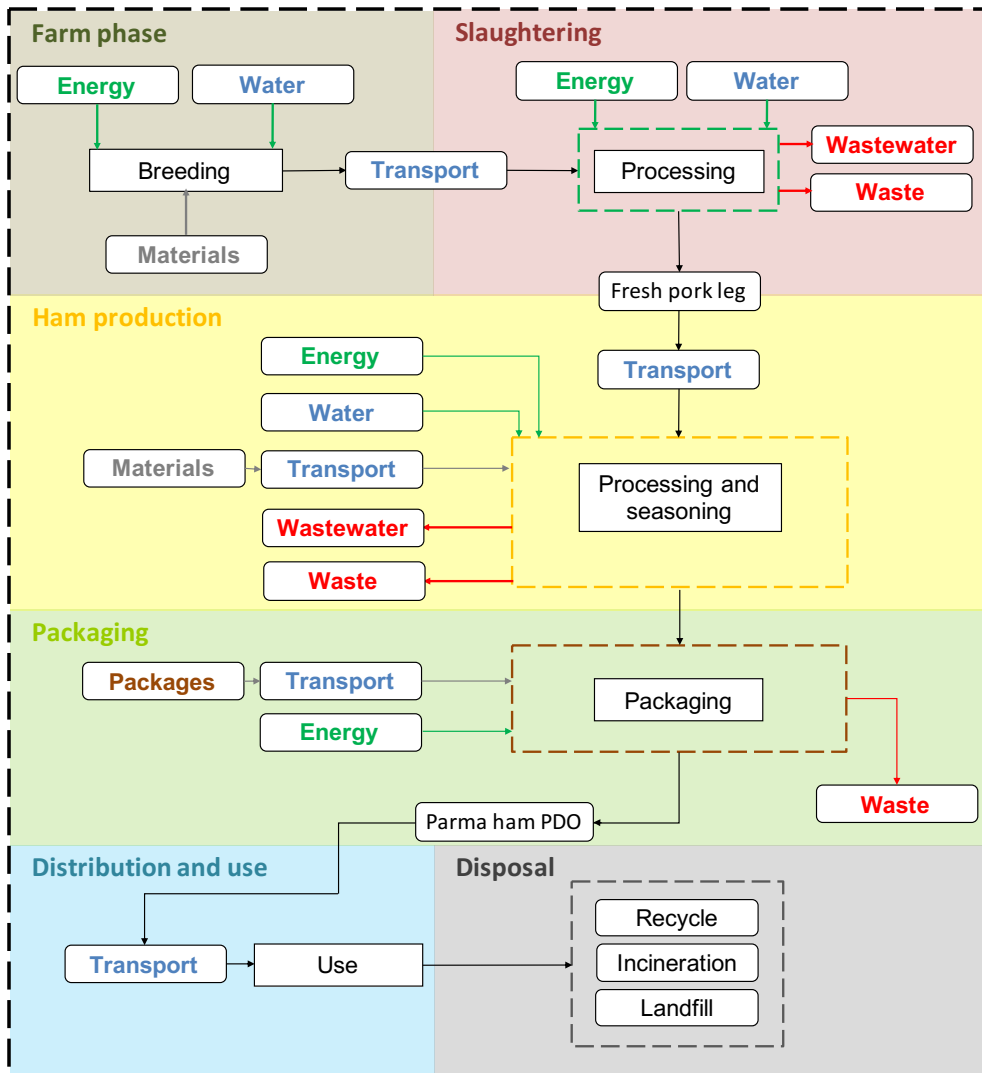 Farm phase
Energy
Water
Breeding
Transport
Materials
Slaughtering
Energy
Water
Processing
Wastewater
Waste
Fresh pork leg
Ham production
Transport
Energy
Water
Materials
Transport
Processing and
seasoning
Wastewater
Waste
Packaging
Packages
Transport
Energy
Packaging
Waste
Parma ham PDO
Distribution and use
Transport
Use
Disposal
Recycle
Incineration
Landfill